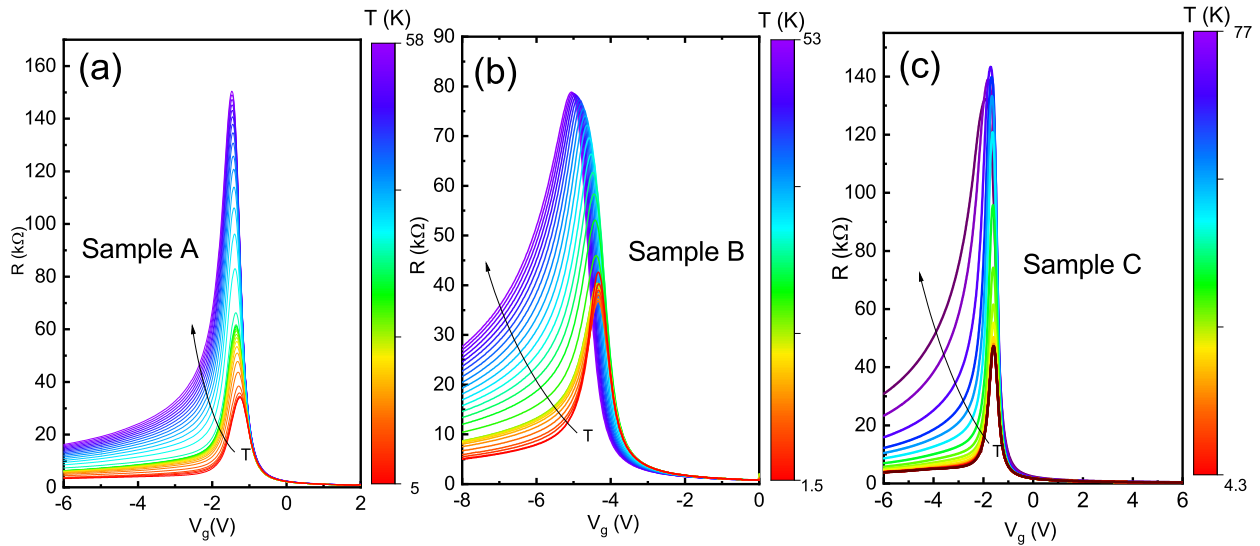 (a)
T (K)
58
5
160
140
120
100
80
60
40
20
0
R (kΩ)
Sample A
T
-6
-4
-2
0
2
Vg(V)
(b)
T (K)
53
1.5
90
80
70
60
50
40
30
20
10
0
R (kΩ)
Sample B
T
-8
-6
-4
-2
0
Vg (V)
(c)
T (K)
77
4.3
140
120
100
80
60
40
20
0
R (kΩ)
Sample C
T
-6
-4
-2
0
2
4
6
Vg (V)